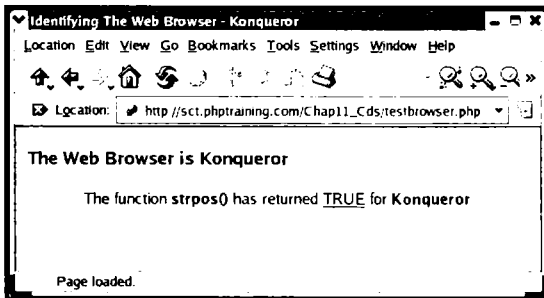 Identifying The Web Browser - Konqueror
Location Edit View Go Bookmarks Tools Settings Window Help
»
Location: http //sct.phptraining.com/Chap11_Cds/testbrowser.php
The Web Browser is Konqueror
The function strpos() has returned TRUE for Konqueror
Page loaded.